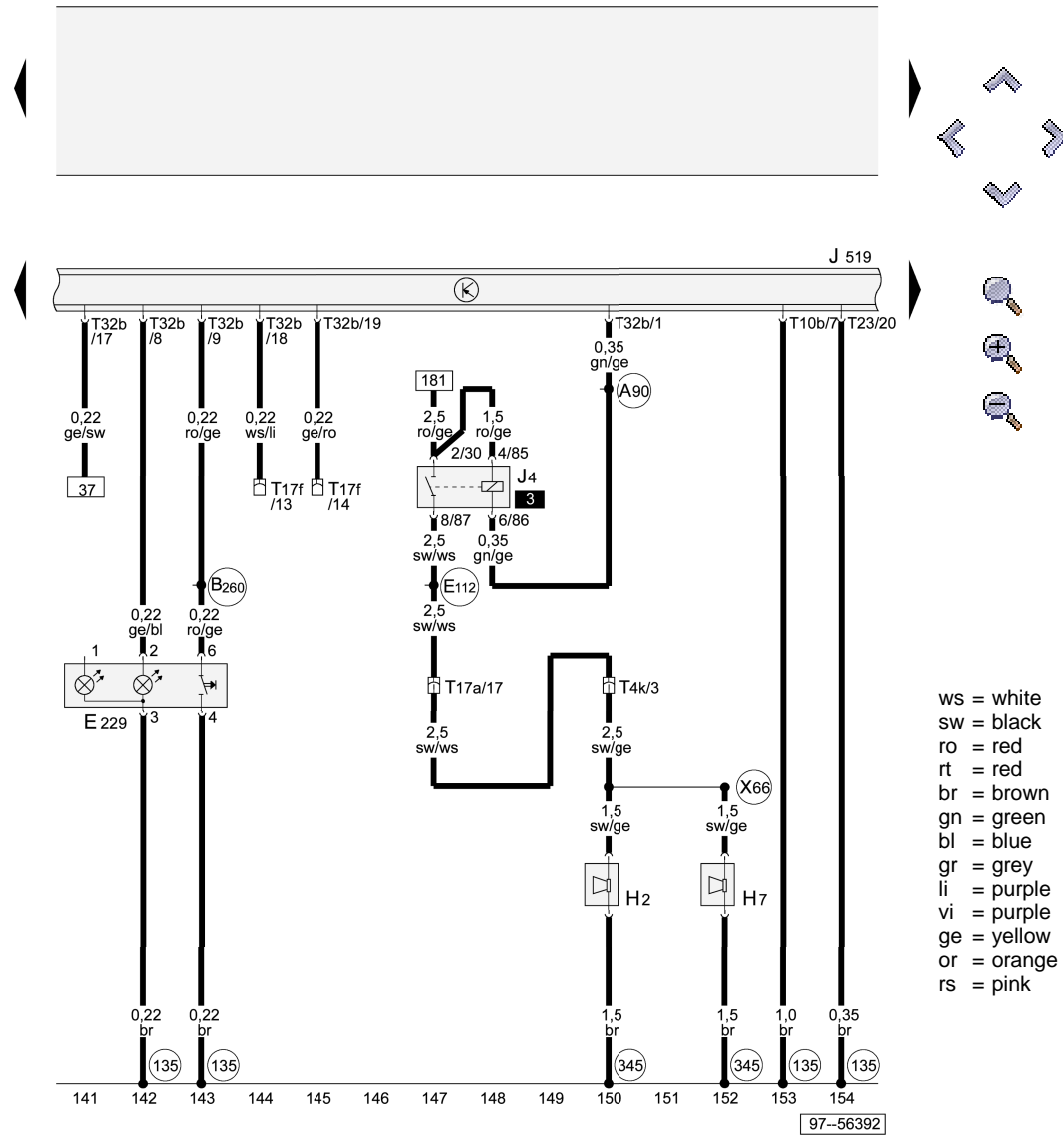 J 519
T32b /17
T32b /8
T32b /9
T32b /18
T32b/19
T32b/1
T10b/7
T23/20
0,35 gn/ge
A90
181
0,22 ge/sw
0,22 ro/ge
0,22 ws/li
0,22 ge/ro
2,5 ro/ge
1,5 ro/ge
2/30
4/85
37
T17f /13
T17f /14
J4
3
8/87
6/86
2,5 sw/ws
0,35 gn/ge
B260
E112
0,22 ge/bl
0,22 ro/ge
2,5 sw/ws
1
2
6
T17a/17
T4k/3
E 229
3
4
2,5 sw/ws
2,5 sw/ge
X66
1,5 sw/ge
1,5 sw/ge
H2
H7
ws = white
sw = black
ro = red
rt = red
br = brown
gn = green
bl = blue
gr = grey
li = purple
vi = purple
ge = yellow
or = orange
rs = pink
0,22 br
0,22 br
1,5 br
1,5 br
1,0 br
0,35 br
135
135
345
345
135
135
141 142 143 144 145 146 147 148 149 150 151 152 153 154
97--56392